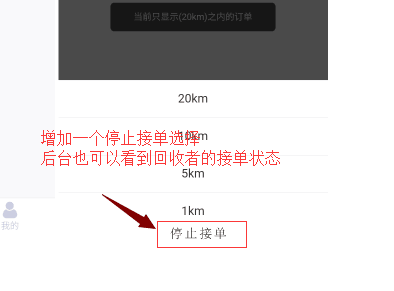 当前只显示(20km)之内的订单
20km
增加一个停止接单选择
10km
后台也可以看到回收者的接单状态
5km
1km
我的
停止接单